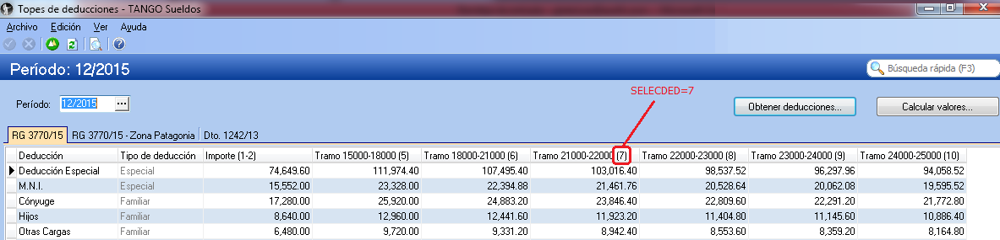 Topes de deducciones - TANGO Sueldos
Archivo Edición Ver Ayuda
Período: 12/2015
Búsqueda rápida (F3)
SELECDED=7
Período: 12/2015 ...
Obtener deducciones... Calcular valores...
RG 3770/15 RG 3770/15 - Zona Patagonia Dto. 1242/13
Deducción Tipo de deducción Importe (1-2) Tramo 15000-18000 (5) Tramo 18000-21000 (6) Tramo 21000-22000 (7) Tramo 22000-23000 (8) Tramo 23000-24000 (9) Tramo 24000-25000 (10)
Deducción Especial Especial 74,649.60 111,974.40 107,495.40 103,016.40 98,537.52 96,297.96 94,058.52
M.N.I. Especial 15,552.00 23,328.00 22,394.88 21,461.76 20,528.64 20,062.08 19,595.52
Cónyuge Familiar 17,280.00 25,920.00 24,883.20 23,846.40 22,809.60 22,291.20 21,772.80
Hijos Familiar 8,640.00 12,960.00 12,441.60 11,923.20 11,404.80 11,145.60 10,886.40
Otras Cargas Familiar 6,480.00 9,720.00 9,331.20 8,942.40 8,553.60 8,359.20 8,164.80